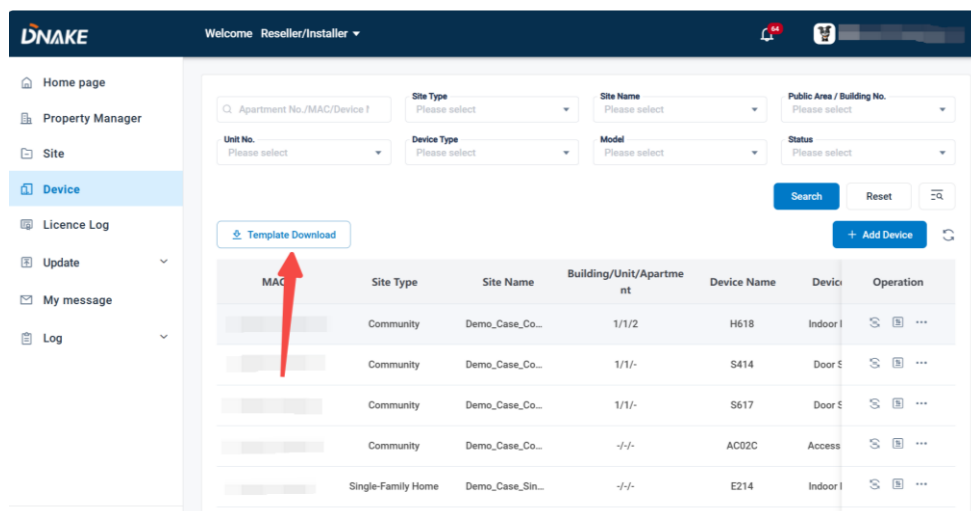 DNAKE
Welcome Reseller/Installer
64
Home page
Property Manager
Site
Device
Licence Log
Update
My message
Log
Apartment No./MAC/Device
Site Type
Please select
Site Name
Please select
Public Area / Building No.
Please select
Unit No.
Please select
Device Type
Please select
Model
Please select
Status
Please select
Search
Reset
Template Download
+ Add Device
MAC
Site Type
Site Name
Building/Unit/Apartme
nt
Device Name
Device
Operation
Community
Demo_Case_Co...
1/1/2
H618
Indoor
Community
Demo_Case_Co...
1/1/-
S414
Door S
Community
Demo_Case_Co...
1/1/-
S617
Door S
Community
Demo_Case_Co...
-/-/-
AC02C
Access
Single-Family Home
Demo_Case_Sin...
-/-/-
E214
Indoor